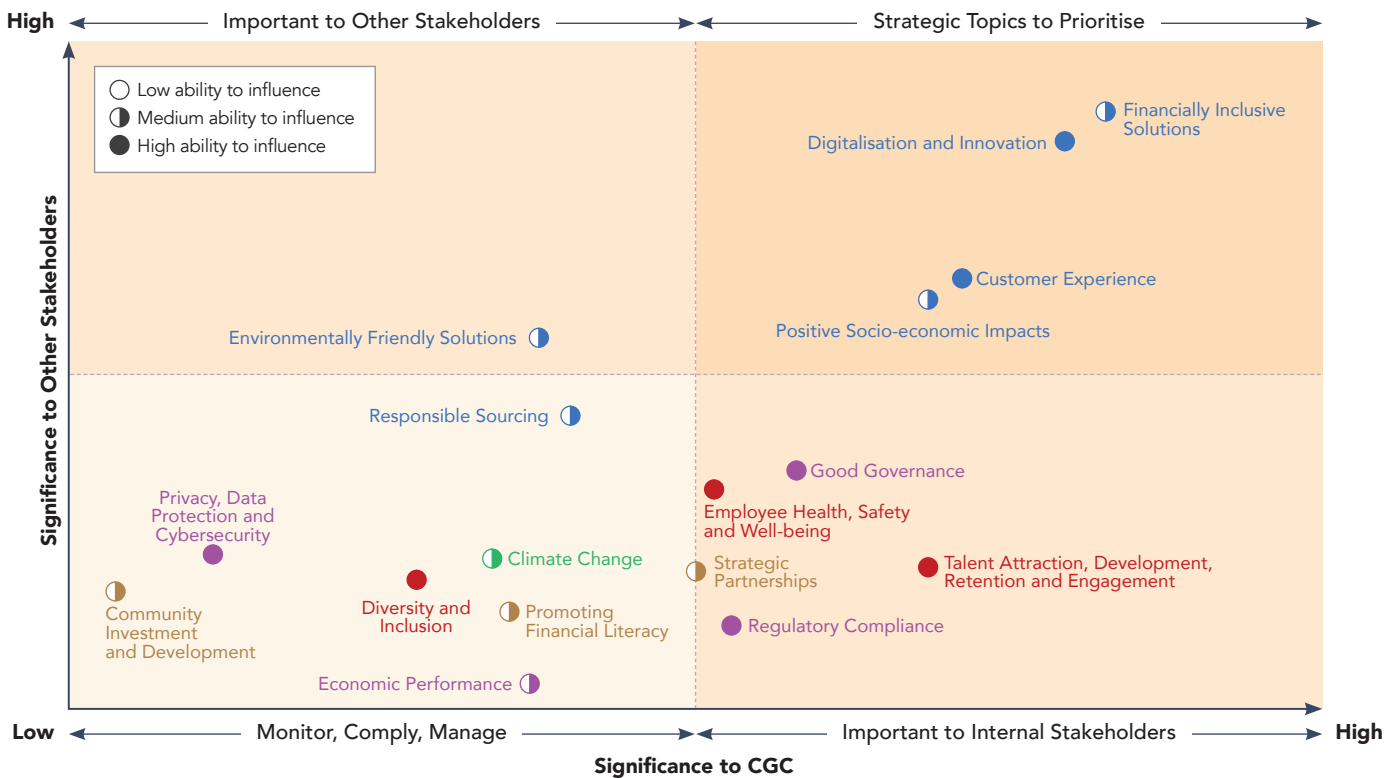 High
Important to Other Stakeholders
Strategic Topics to Prioritise
Low ability to influence
Medium ability to influence
High ability to influence
Significance to Other Stakeholders
Financially Inclusive
Solutions
Digitalisation and Innovation
Customer Experience
Positive Socio-economic Impacts
Environmentally Friendly Solutions
Responsible Sourcing
Good Governance
Privacy, Data
Protection and
Cybersecurity
Employee Health, Safety
and Well-being
Climate Change
Strategic
Partnerships
Talent Attraction, Development,
Retention and Engagement
Community
Investment
and Development
Diversity and
Inclusion
Promoting
Financial Literacy
Regulatory Compliance
Economic Performance
Low
Monitor, Comply, Manage
Important to Internal Stakeholders
High
Significance to CGC